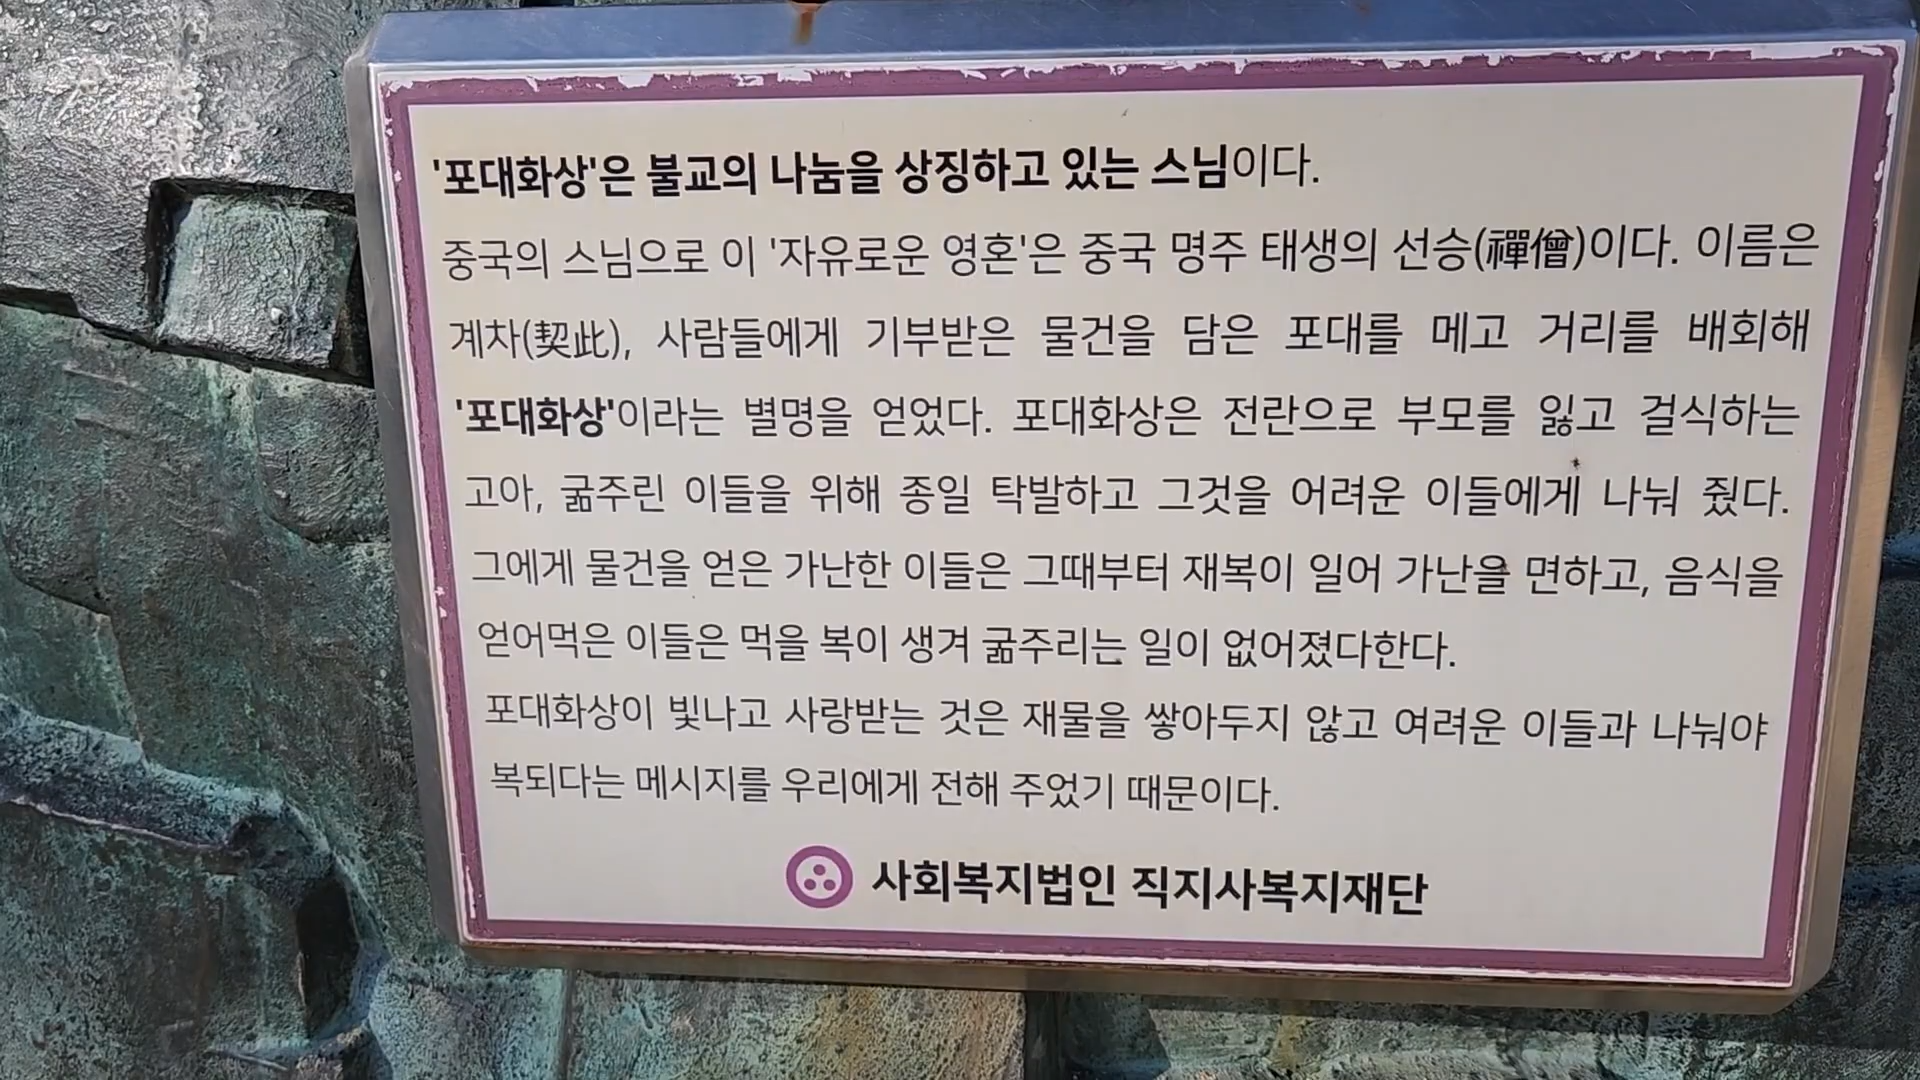 '포대화상'은 불교의 나눔을 상징하고 있는 스님이다.
중국의 스님으로 이 '자유로운 영혼'은 중국 명주 태생의 선승(禪僧)이다. 이름은
계차(契此), 사람들에게 기부받은 물건을 담은 포대를 메고 거리를 배회해
'포대화상'이라는 별명을 얻었다. 포대화상은 전란으로 부모를 잃고 걸식하는
고아, 굶주린 이들을 위해 종일 탁발하고 그것을 어려운 이들에게 나눠 줬다.
그에게 물건을 얻은 가난한 이들은 그때부터 재복이 일어 가난을 면하고, 음식을
얻어먹은 이들은 먹을 복이 생겨 굶주리는 일이 없어졌다한다.
포대화상이 빛나고 사랑받는 것은 재물을 쌓아두지 않고 여려운 이들과 나눠야
복되다는 메시지를 우리에게 전해 주었기 때문이다.
사회복지법인 직지사복지재단